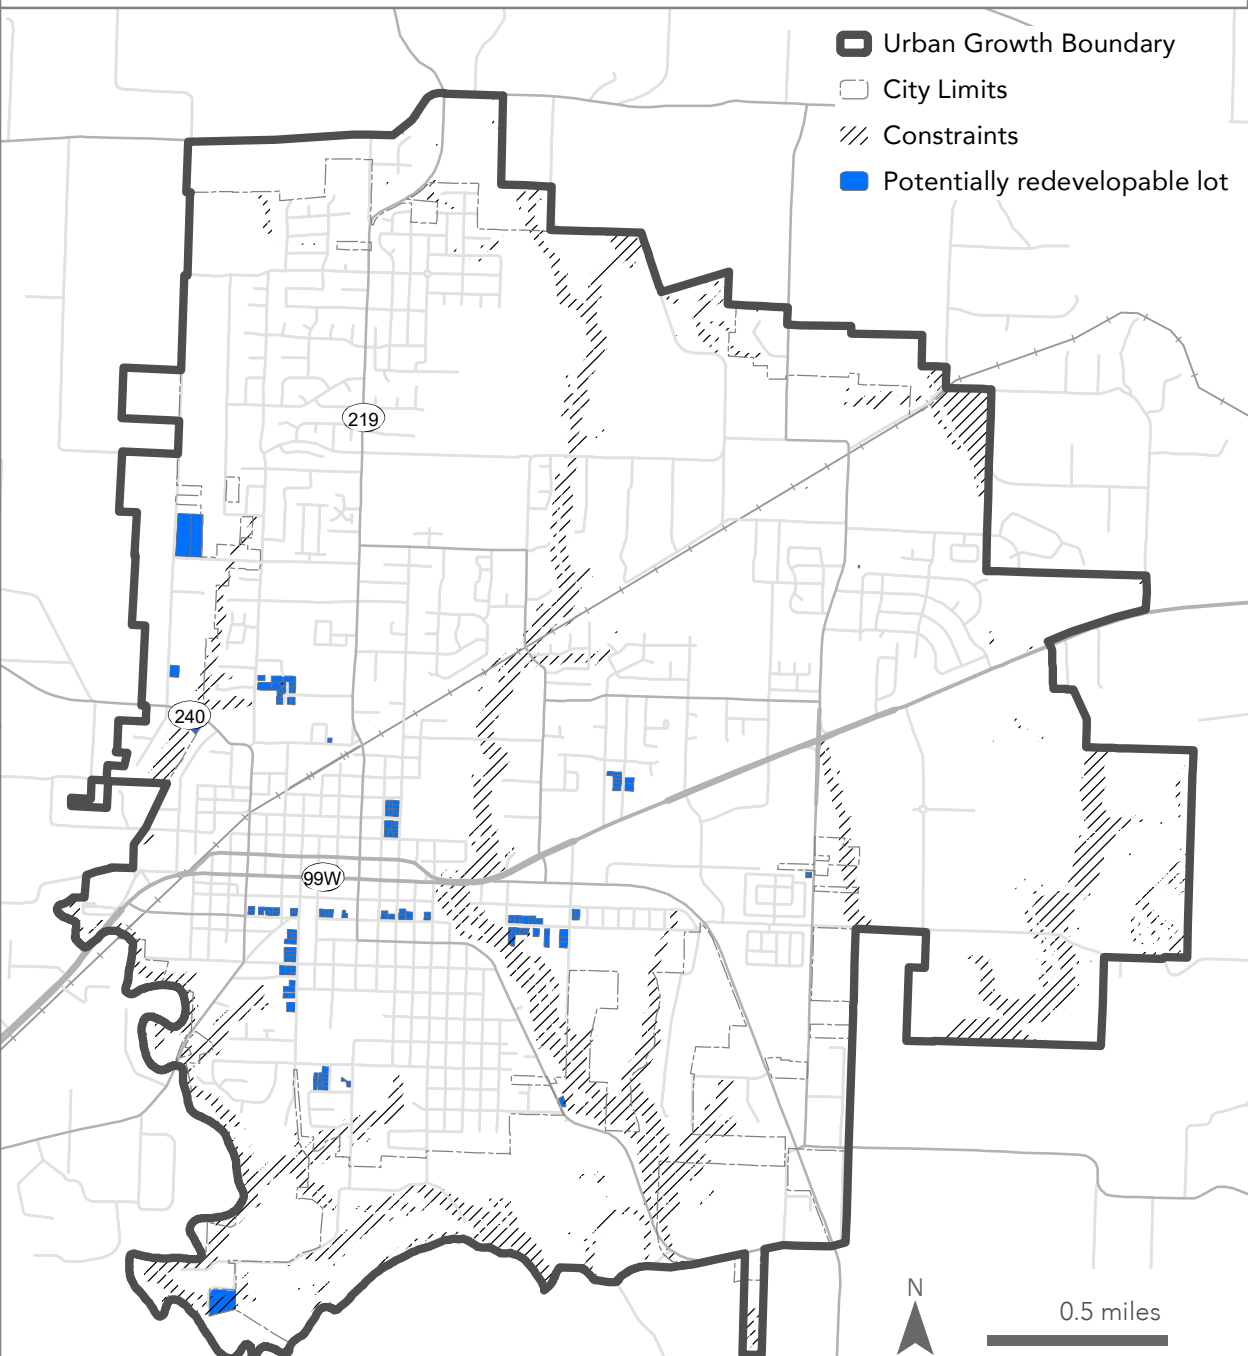 Urban Growth Boundary
City Limits
Constraints
Potentially redevelopable lot
219
240
99W
N
0.5 miles